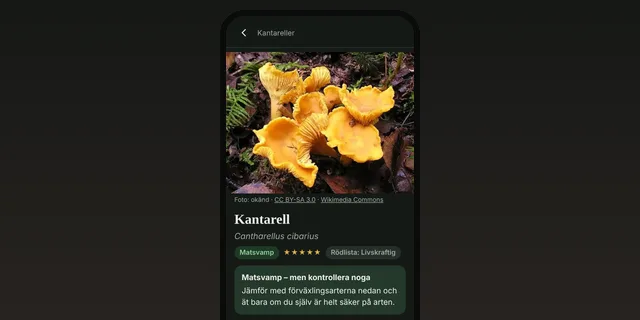 Kantareller
Foto: okänd · CC BY-SA 3.0 · Wikimedia Commons
Kantarell
Cantharellus cibarius
Matsvamp ★★★★★ Rödlista: Livskraftig
Matsvamp – men kontrollera noga
Jämför med förväxlingsarterna nedan och
ät bara om du själv är helt säker på arten.